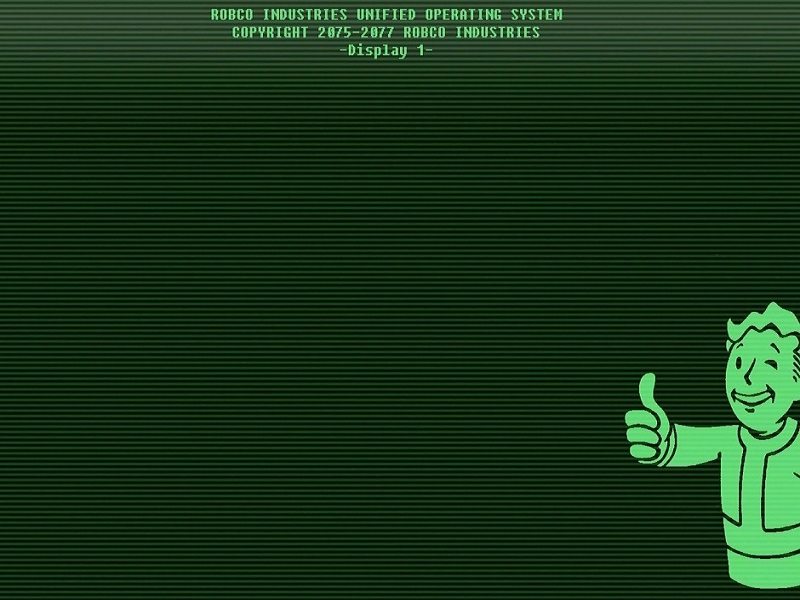 ROBCO INDUSTRIES UNIFIED OPERATING SYSTEM
COPYRIGHT 2075-2077 ROBCO INDUSTRIES
-Display 1-